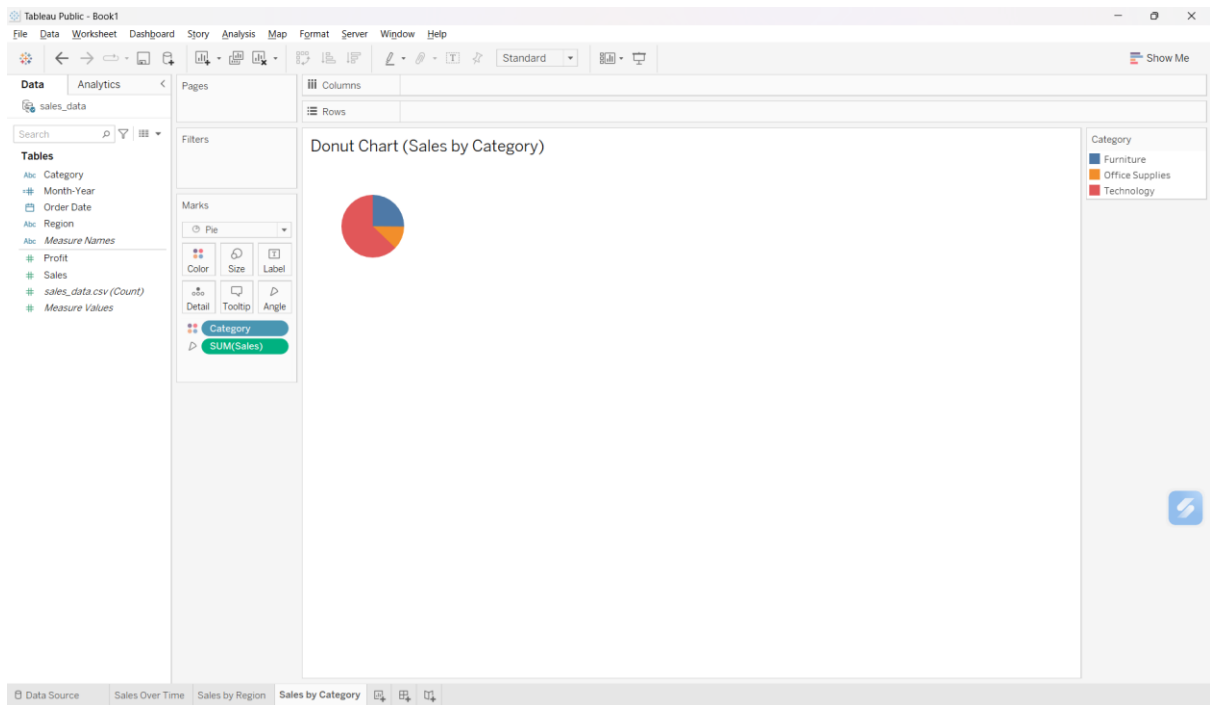 Tableau Public - Book1
File Data Worksheet Dashboard Story Analysis Map Format Server Window Help
Standard
Show Me
Data Analytics
sales_data
Search
Tables
Abc Category
Month-Year
Order Date
Abc Region
Abc Measure Names
# Profit
# Sales
# sales_data.csv (Count)
# Measure Values
Pages
Filters
Marks
Pie
Color Size Label
Detail Tooltip Angle
Category
SUM(Sales)
Columns
Rows
Donut Chart (Sales by Category)
Category
Furniture
Office Supplies
Technology
Data Source Sales Over Time Sales by Region Sales by Category